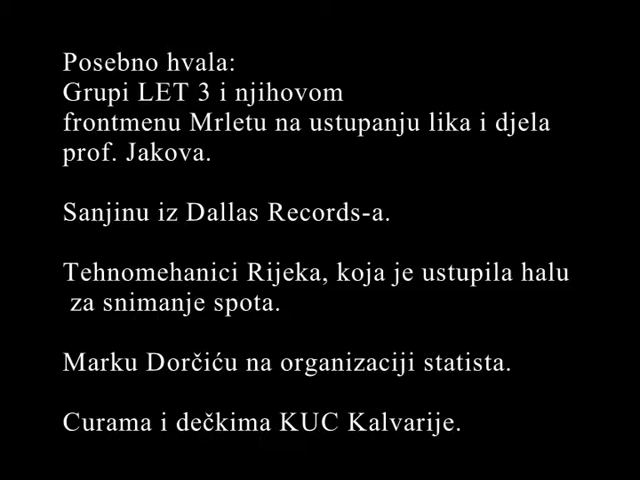 Posebno hvala:
Grupi LET 3 i njihovom
frontmenu Mrletu na ustupanju lika i djela
prof. Jakova.
Sanjinu iz Dallas Records-a.
Tehnomehanici Rijeka, koja je ustupila halu
za snimanje spota.
Marku Dorčiću na organizaciji statista.
Curama i dečkima KUC Kalvarije.